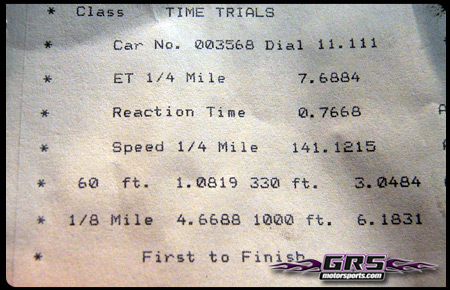 * Class TIME TRIALS
* Car No. 003568 Dial 11.111
* ET 1/4 Mile 7.6884
* Reaction Time 0.7668
* Speed 1/4 Mile 141.1215
* 60 ft. 1.0819 330 ft. 3.0484
* 1/8 Mile 4.6688 1000 ft. 6.1831
* First to Finish
GRS
motorsports.com